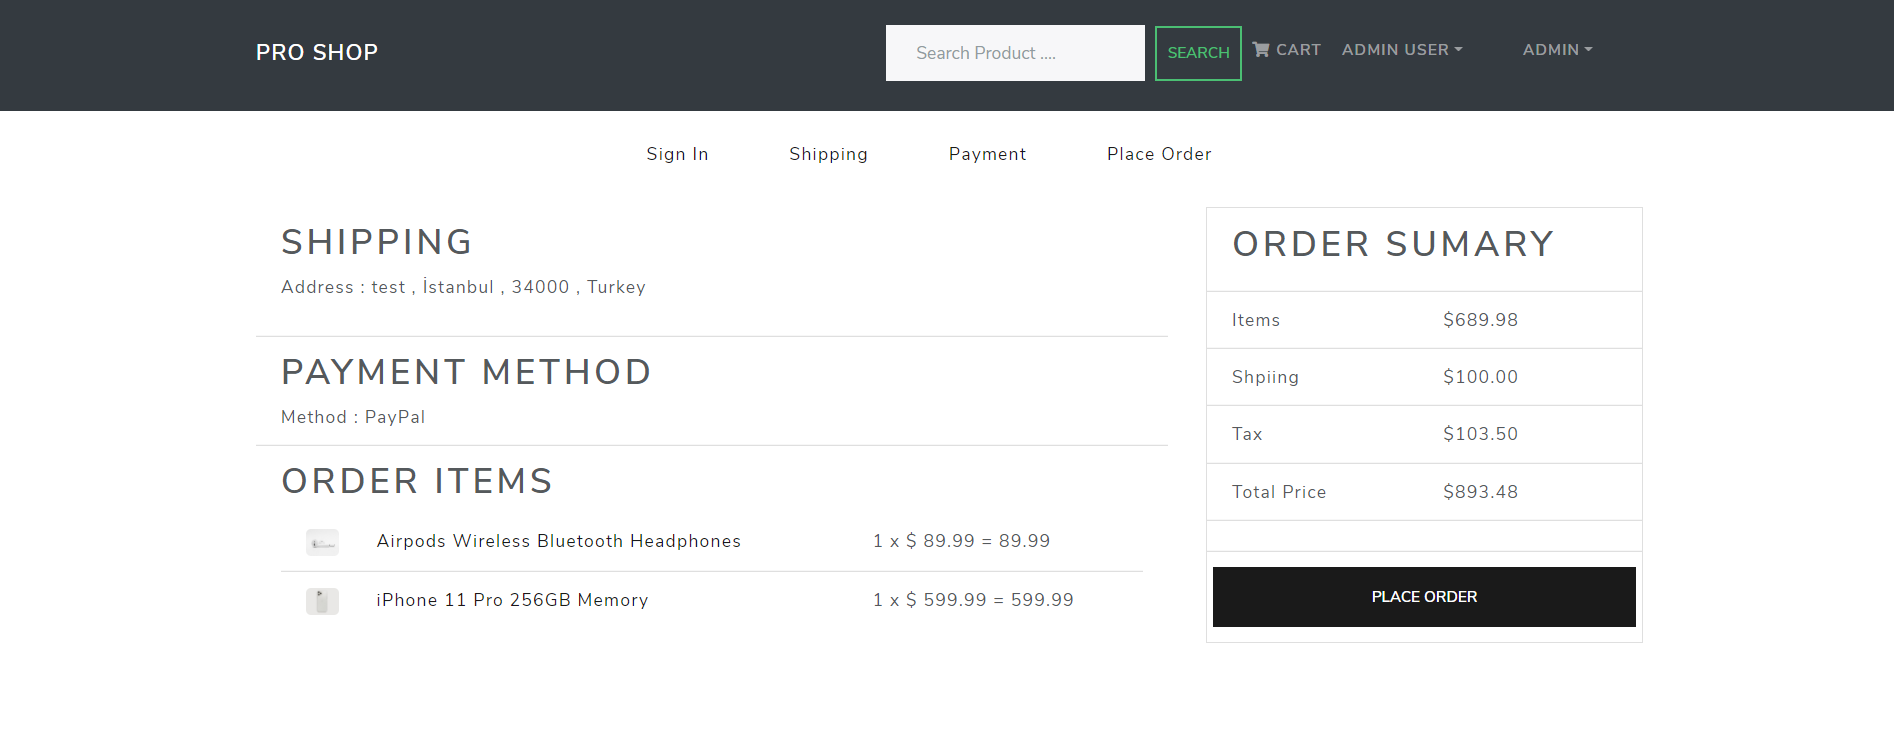 PRO SHOP
Search Product ....
SEARCH
CART
ADMIN USER
ADMIN
Sign In
Shipping
Payment
Place Order
SHIPPING
Address : test , İstanbul , 34000 , Turkey
PAYMENT METHOD
Method : PayPal
ORDER ITEMS
Airpods Wireless Bluetooth Headphones 1 x $ 89.99 = 89.99
iPhone 11 Pro 256GB Memory 1 x $ 599.99 = 599.99
ORDER SUMARY
Items $689.98
Shpiing $100.00
Tax $103.50
Total Price $893.48
PLACE ORDER